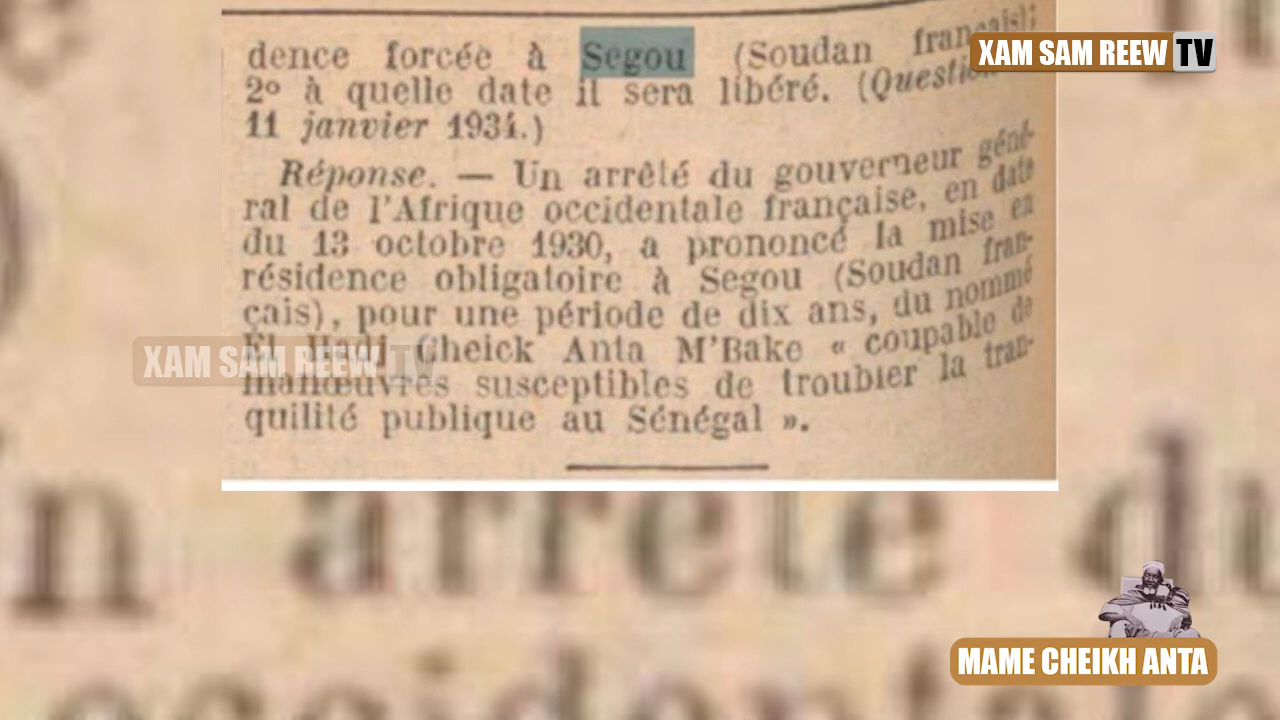 XAM SAM REEW TV
dence forcée à Segou (Soudan français);
2º à quelle date il sera libéré. (Question
11 janvier 1934.)
Réponse. — Un arrêté du gouverneur géné-
ral de l'Afrique occidentale française, en date
du 13 octobre 1930, a prononcé la mise en
résidence obligatoire à Segou (Soudan fran-
çais), pour une période de dix ans, du nommé
El Hadj Cheick Anta M'Bake « coupable de
manœuvres susceptibles de troubler la tran-
quilité publique au Sénégal ».
XAM SAM REEW TV
n arrêté du
occidentale
MAME CHEIKH ANTA